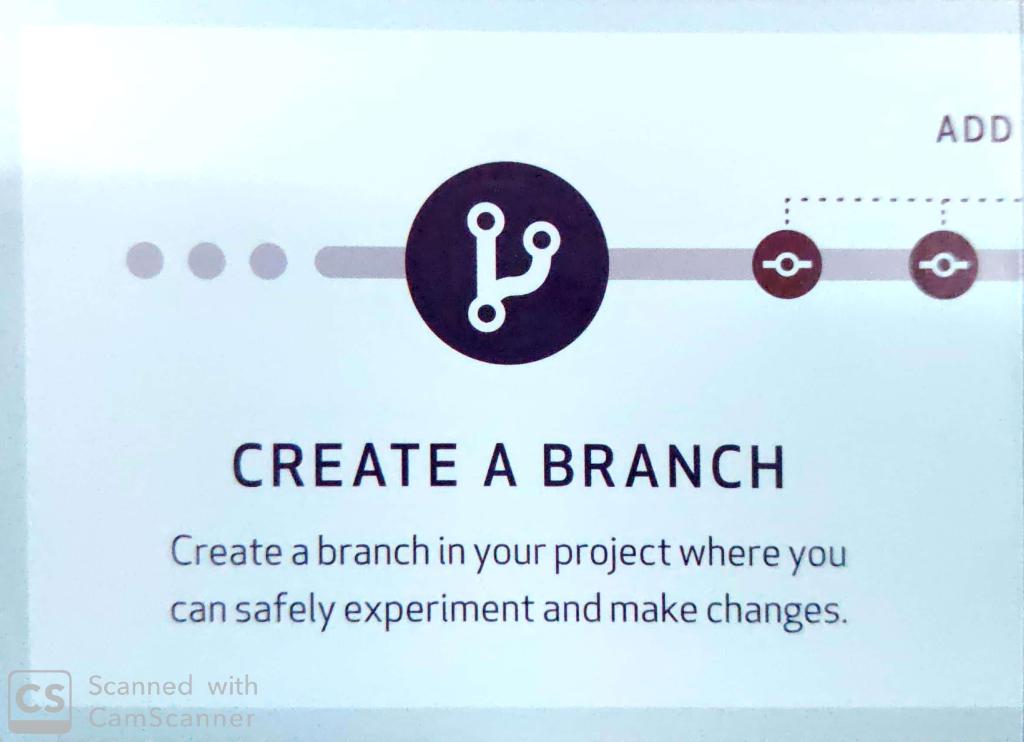 ADD
CREATE A BRANCH
Create a branch in your project where you
can safely experiment and make changes.
CS
Scanned with
CamScanner